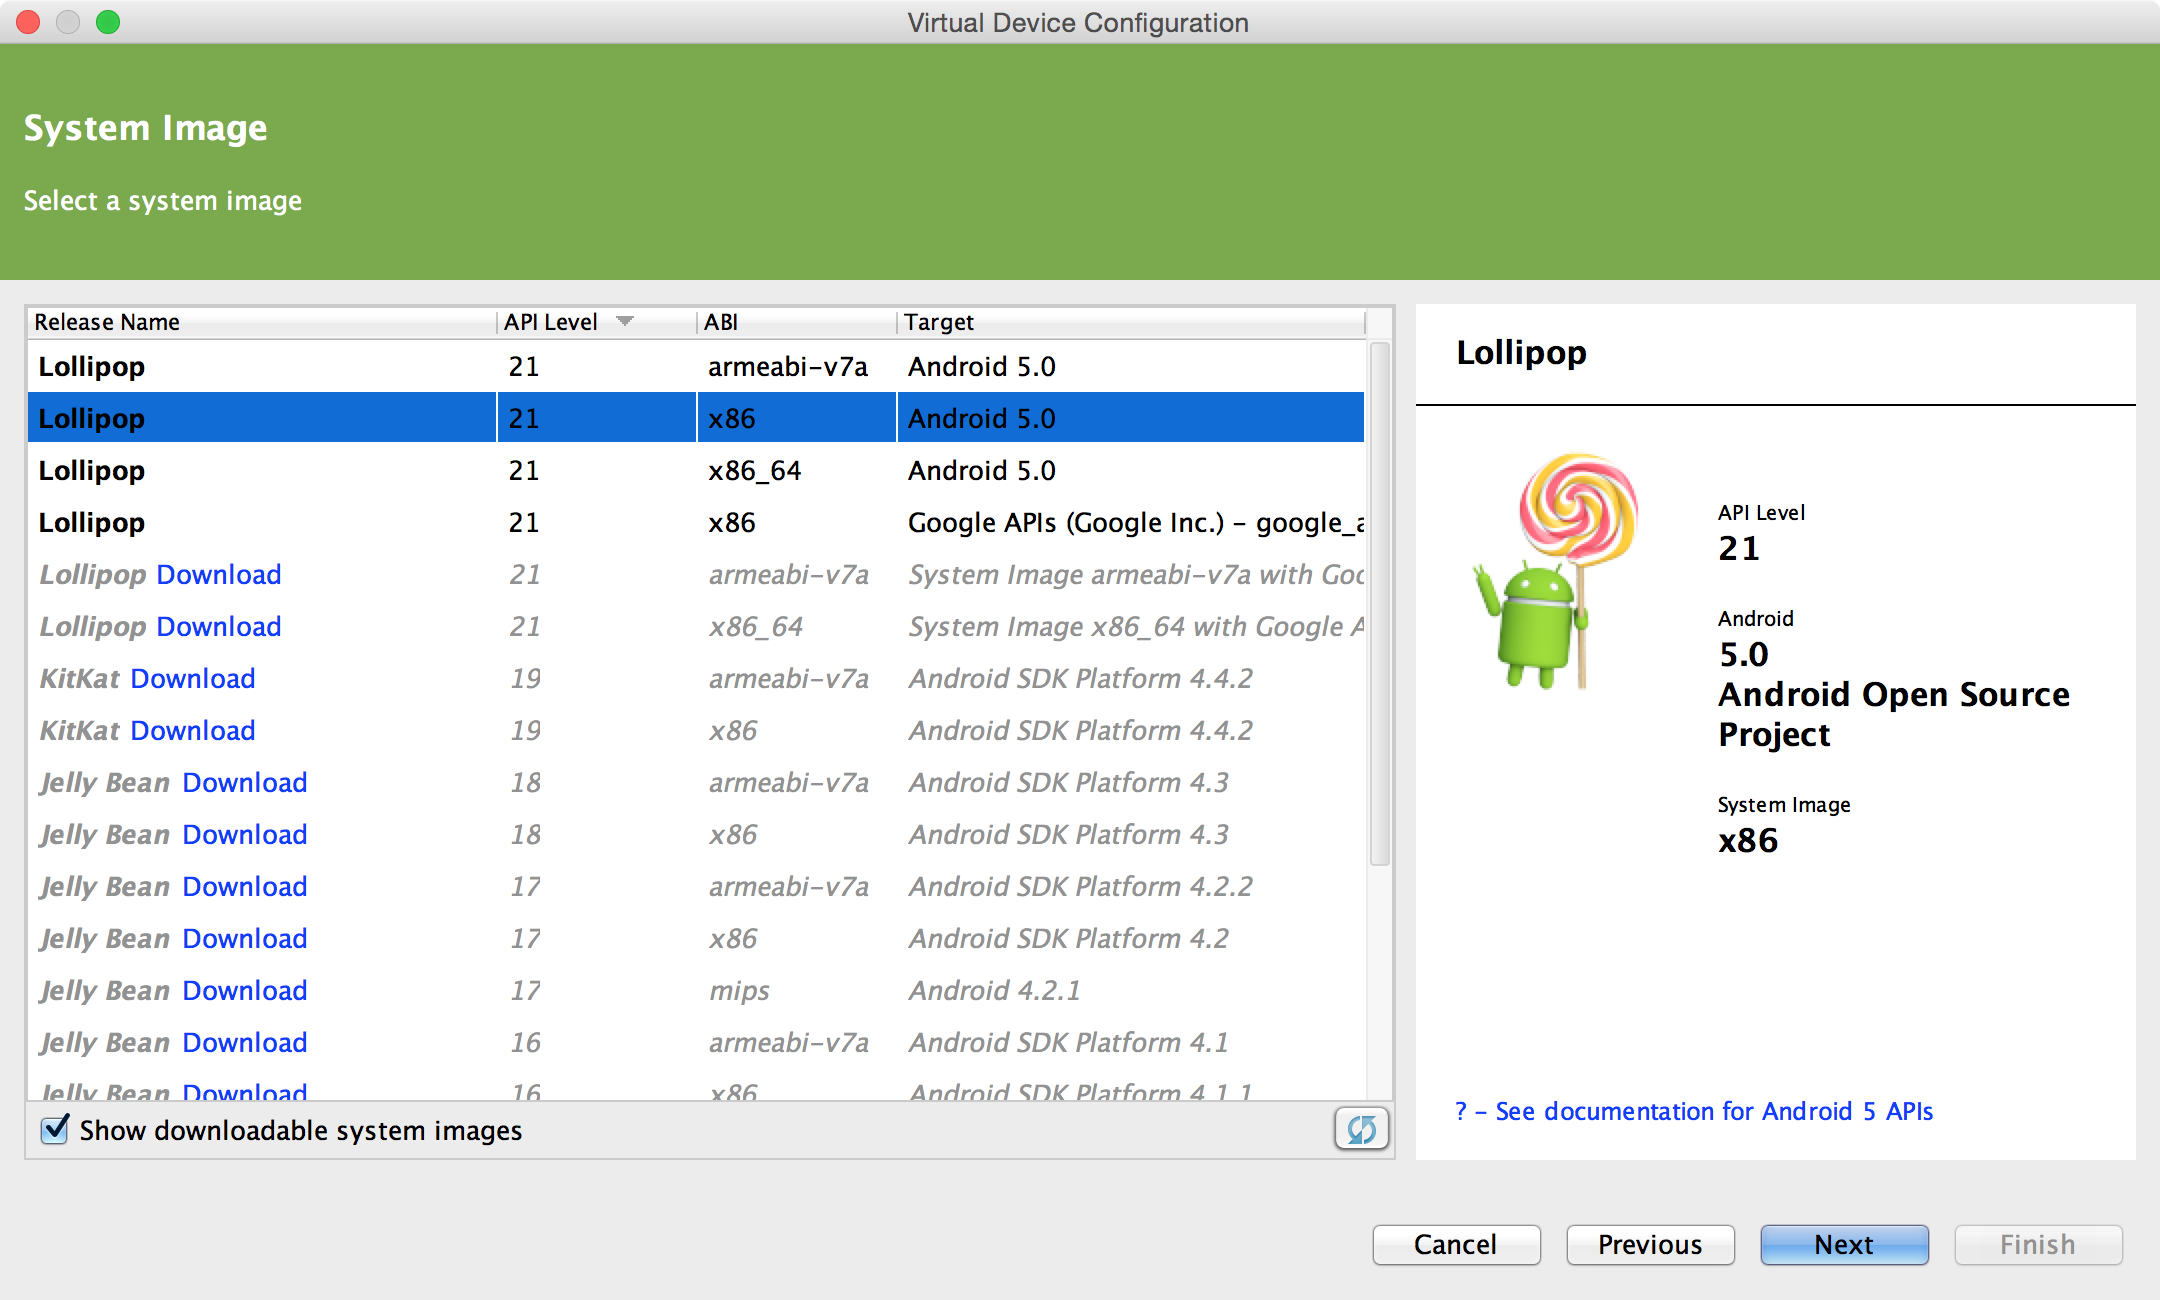 Virtual Device Configuration
System Image
Select a system image
Release Name API Level ABI Target
Lollipop 21 armeabi-v7a Android 5.0
Lollipop 21 x86 Android 5.0
Lollipop 21 x86_64 Android 5.0
Lollipop 21 x86 Google APIs (Google Inc.) - google_a
Lollipop Download 21 armeabi-v7a System Image armeabi-v7a with Goo
Lollipop Download 21 x86_64 System Image x86_64 with Google A
KitKat Download 19 armeabi-v7a Android SDK Platform 4.4.2
KitKat Download 19 x86 Android SDK Platform 4.4.2
Jelly Bean Download 18 armeabi-v7a Android SDK Platform 4.3
Jelly Bean Download 18 x86 Android SDK Platform 4.3
Jelly Bean Download 17 armeabi-v7a Android SDK Platform 4.2.2
Jelly Bean Download 17 x86 Android SDK Platform 4.2
Jelly Bean Download 17 mips Android 4.2.1
Jelly Bean Download 16 armeabi-v7a Android SDK Platform 4.1
Jelly Bean Download 16 x86 Android SDK Platform 4.1.1
Show downloadable system images
Lollipop
API Level
21
Android
5.0
Android Open Source
Project
System Image
x86
? - See documentation for Android 5 APIs
Cancel Previous Next Finish